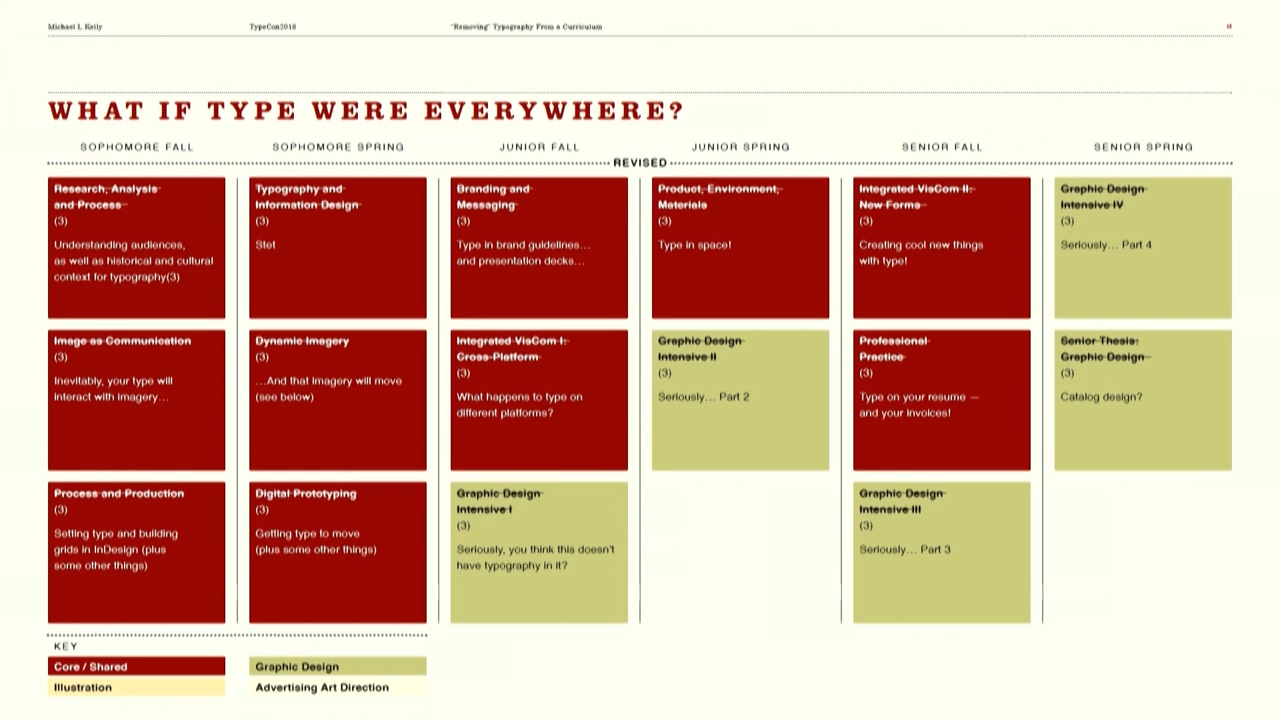 Michael L Kelly
TypeCon2018
"Removing" Typography From a Curriculum
17
WHAT IF TYPE WERE EVERYWHERE?
SOPHOMORE FALL
SOPHOMORE SPRING
JUNIOR FALL
JUNIOR SPRING
SENIOR FALL
SENIOR SPRING
REVISED
Research, Analysis
and Process
(3)
Understanding audiences,
as well as historical and cultural
context for typography(3)
Typography and
Information Design
(3)
Stet
Branding and
Messaging
(3)
Type in brand guidelines...
and presentation decks...
Product, Environment,
Materials
(3)
Type in space!
Integrated VisCom II:
New Forms
(3)
Creating cool new things
with type!
Graphic Design
Intensive IV
(3)
Seriously... Part 4
Image as Communication
(3)
Inevitably, your type will
interact with imagery...
Dynamic Imagery
(3)
...And that imagery will move
(see below)
Integrated VisCom I:
Cross-Platform
(3)
What happens to type on
different platforms?
Graphic Design
Intensive II
(3)
Seriously... Part 2
Professional
Practice
(3)
Type on your resume —
and your invoices!
Senior Thesis:
Graphic Design
(3)
Catalog design?
Process and Production
(3)
Setting type and building
grids in InDesign (plus
some other things)
Digital Prototyping
(3)
Getting type to move
(plus some other things)
Graphic Design
Intensive I
(3)
Seriously, you think this doesn't
have typography in it?
Graphic Design
Intensive III
(3)
Seriously... Part 3
KEY
Core / Shared
Graphic Design
Illustration
Advertising Art Direction